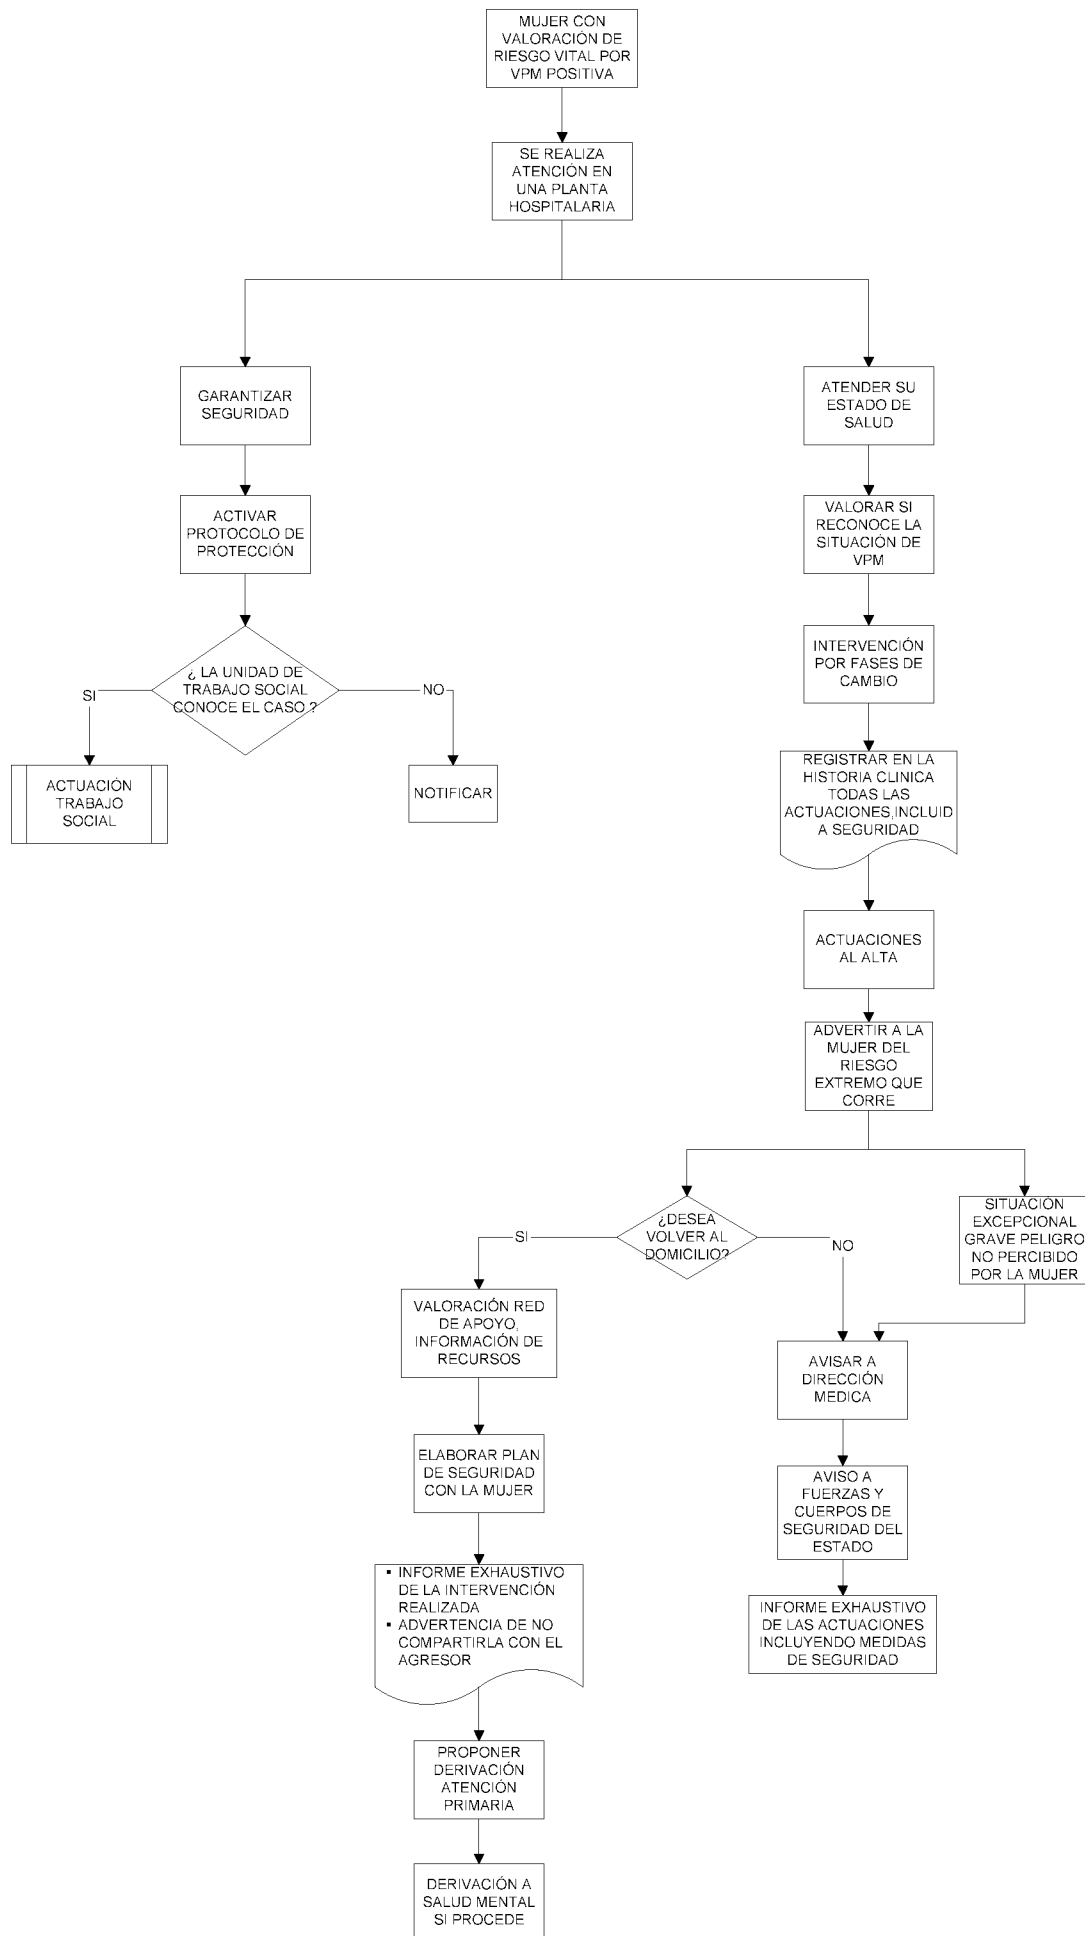 MUJER CON
VALORACIÓN DE
RIESGO VITAL POR
VPM POSITIVA
SE REALIZA
ATENCIÓN EN
UNA PLANTA
HOSPITALARIA
GARANTIZAR
SEGURIDAD
ATENDER SU
ESTADO DE
SALUD
ACTIVAR
PROTOCOLO DE
PROTECCIÓN
VALORAR SI
RECONOCE LA
SITUACIÓN DE
VPM
¿ LA UNIDAD DE
TRABAJO SOCIAL
CONOCE EL CASO ?
SI
NO
INTERVENCIÓN
POR FASES DE
CAMBIO
ACTUACIÓN
TRABAJO
SOCIAL
NOTIFICAR
REGISTRAR EN LA
HISTORIA CLINICA
TODAS LAS
ACTUACIONES,INCLUID
A SEGURIDAD
ACTUACIONES
AL ALTA
ADVERTIR A LA
MUJER DEL
RIESGO
EXTREMO QUE
CORRE
¿DESEA
VOLVER AL
DOMICILIO?
SI
NO
SITUACIÓN
EXCEPCIONAL
GRAVE PELIGRO
NO PERCIBIDO
POR LA MUJER
VALORACIÓN RED
DE APOYO,
INFORMACIÓN DE
RECURSOS
AVISAR A
DIRECCIÓN
MEDICA
ELABORAR PLAN
DE SEGURIDAD
CON LA MUJER
AVISO A
FUERZAS Y
CUERPOS DE
SEGURIDAD DEL
ESTADO
▪ INFORME EXHAUSTIVO
DE LA INTERVENCIÓN
REALIZADA
▪ ADVERTENCIA DE NO
COMPARTIRLA CON EL
AGRESOR
INFORME EXHAUSTIVO
DE LAS ACTUACIONES
INCLUYENDO MEDIDAS
DE SEGURIDAD
PROPONER
DERIVACIÓN
ATENCIÓN
PRIMARIA
DERIVACIÓN A
SALUD MENTAL
SI PROCEDE